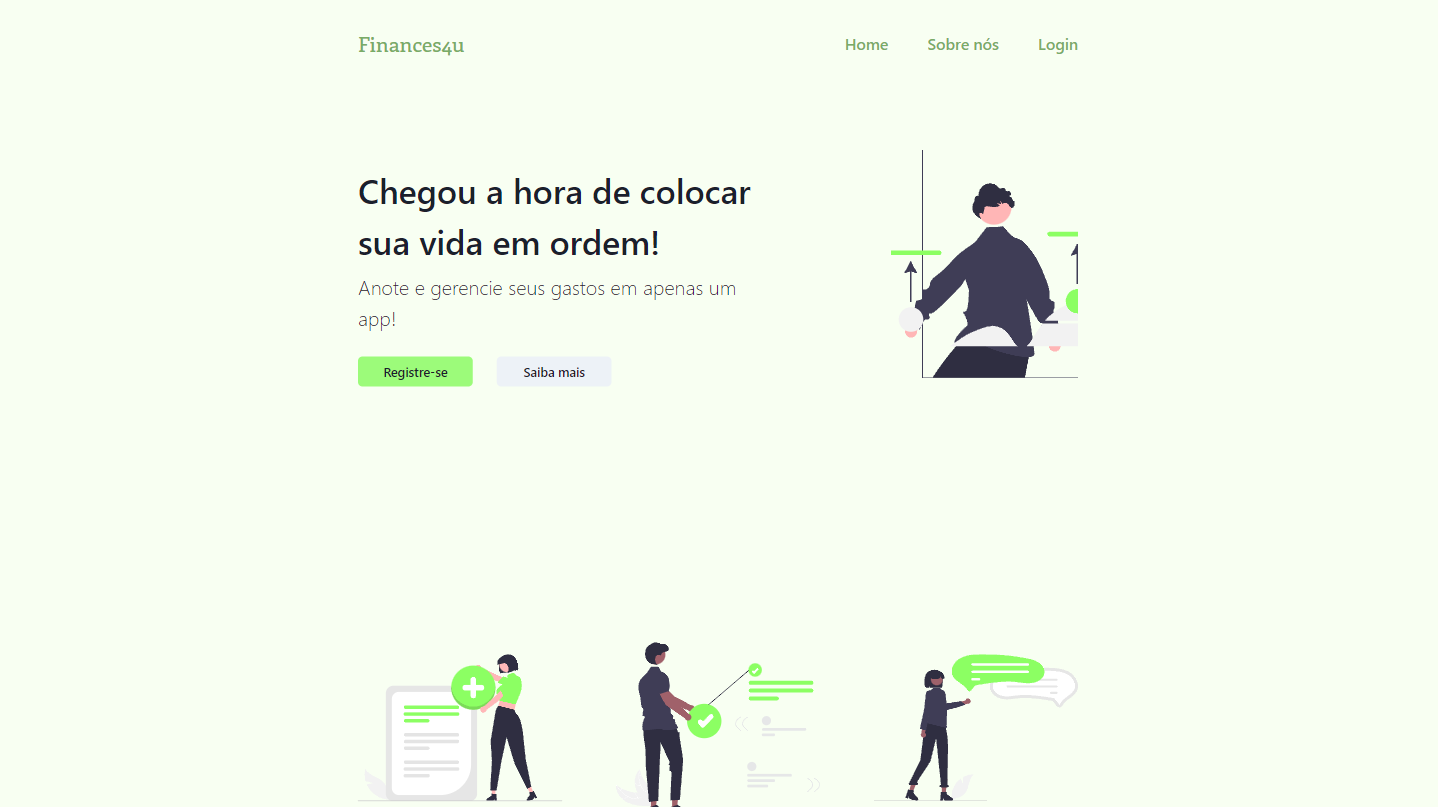 Finances4u
Home
Sobre nós
Login
Chegou a hora de colocar
sua vida em ordem!
Anote e gerencie seus gastos em apenas um
app!
Registre-se
Saiba mais